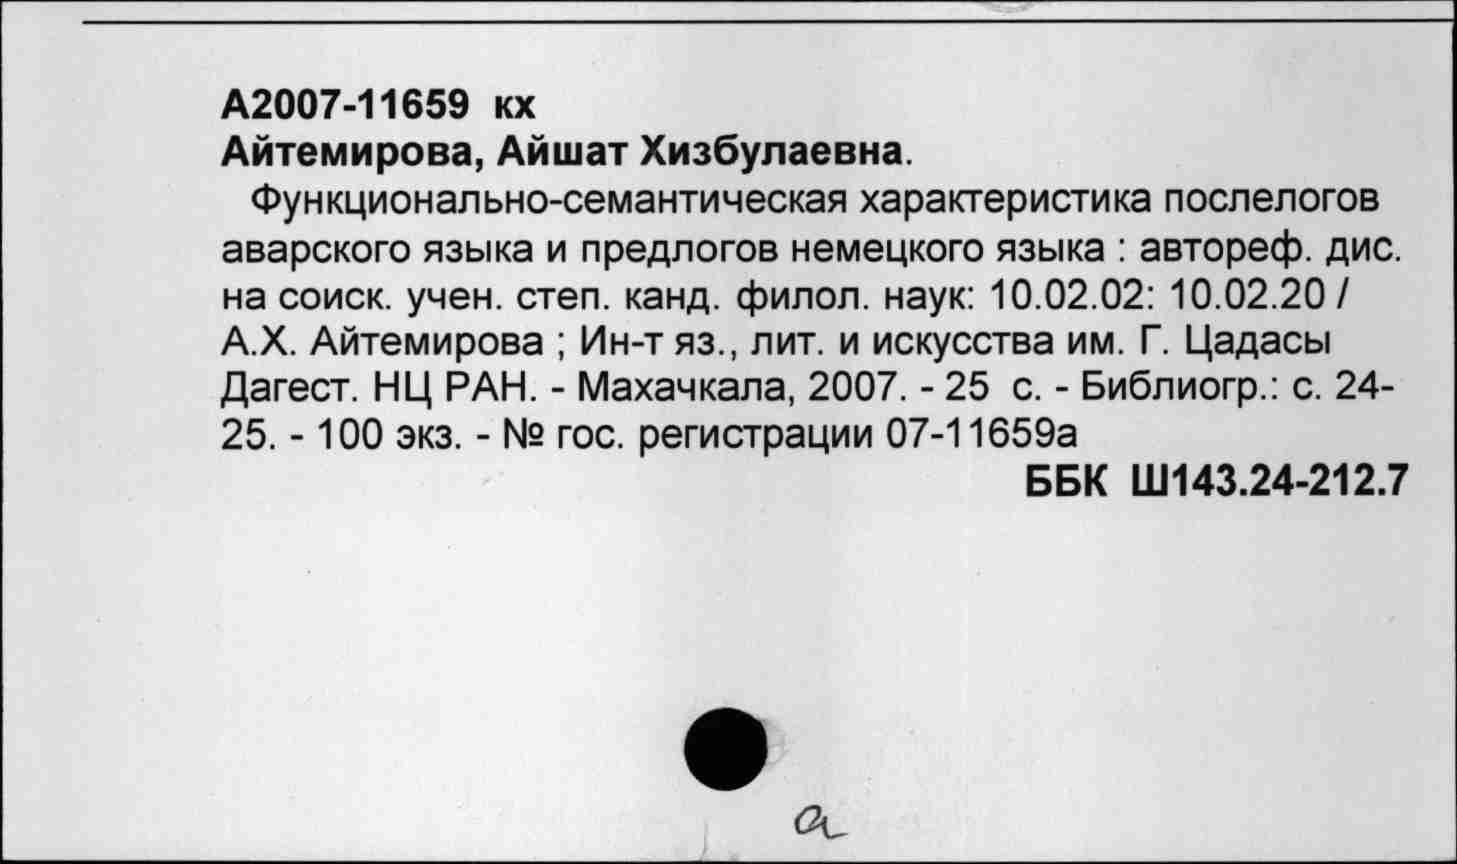 А2007-11659 кх
Айтемирова, Айшат Хизбулаевна.
Функционально-семантическая характеристика послелогов
аварского языка и предлогов немецкого языка : автореф. дис.
на соиск. учен. степ. канд. филол. наук: 10.02.02: 10.02.20 /
А.Х. Айтемирова ; Ин-т яз., лит. и искусства им. Г. Цадасы
Дагест. НЦ РАН. - Махачкала, 2007. - 25 с. - Библиогр.: с. 24-
25. - 100 экз. - № гос. регистрации 07-11659а
ББК Ш143.24-212.7
а